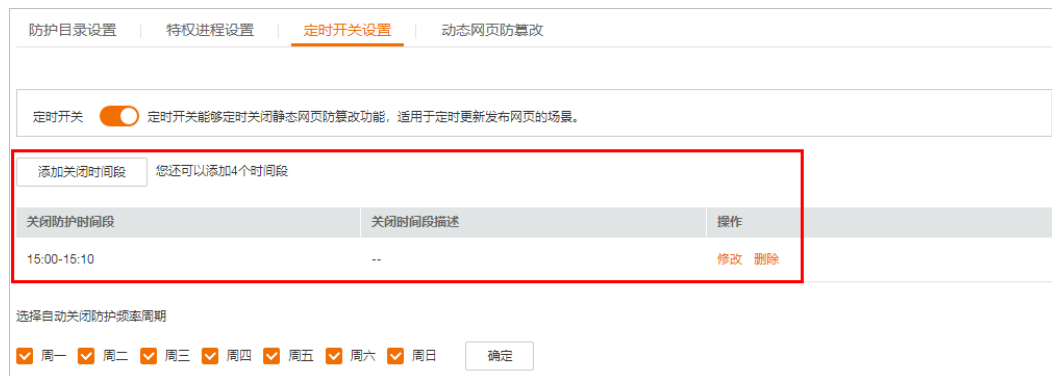 防护目录设置 特权进程设置 定时开关设置 动态网页防篡改
定时开关 定时开关能够定时关闭静态网页防篡改功能，适用于定时更新发布网页的场景。
添加关闭时间段 您还可以添加4个时间段
关闭防护时间段 关闭时间段描述 操作
15:00-15:10 -- 修改 删除
选择自动关闭防护频率周期
周一 周二 周三 周四 周五 周六 周日 确定